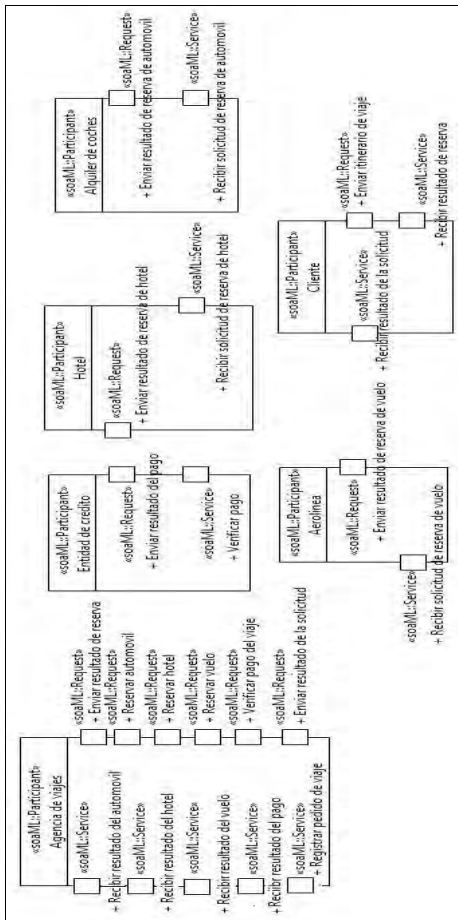 «soaML::Participant»
Agencia de viajes
«soaML::Service»
+ Recibir resultado del automovil
«soaML::Service»
+ Recibir resultado del hotel
«soaML::Service»
+ Recibir resultado del vuelo
«soaML::Service»
+ Recibir resultado del pago
«soaML::Service»
+ Registrar pedido de viaje
«soaML::Request»
+ Enviar resultado de reserva
«soaML::Request»
+ Reservar automovil
«soaML::Request»
+ Reservar hotel
«soaML::Request»
+ Reservar vuelo
«soaML::Request»
+ Verificar pago del viaje
«soaML::Request»
+ Enviar resultado de la solicitud
«soaML::Participant»
Entidad de credito
«soaML::Request»
+ Enviar resultado del pago
«soaML::Service»
+ Verificar pago
«soaML::Participant»
Hotel
«soaML::Request»
+ Enviar resultado de reserva de hotel
«soaML::Service»
+ Recibir solicitud de reserva de hotel
«soaML::Participant»
Alquiler de coches
«soaML::Request»
+ Enviar resultado de reserva de automovil
«soaML::Service»
+ Recibir solicitud de reserva de automovil
«soaML::Participant»
Aerolínea
«soaML::Request»
+ Enviar resultado de reserva de vuelo
«soaML::Service»
+ Recibir solicitud de reserva de vuelo
«soaML::Participant»
Cliente
«soaML::Service»
+ Recibir resultado de la solicitud
«soaML::Request»
+ Enviar itinerario de viaje
«soaML::Service»
+ Recibir resultado de reserva